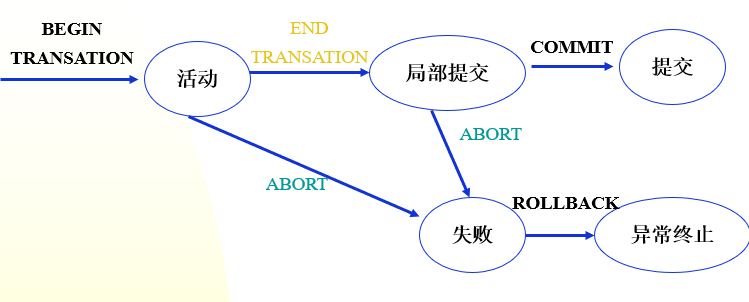 BEGIN
TRANSATION
活动
END
TRANSATION
局部提交
COMMIT
提交
ABORT
ABORT
失败
ROLLBACK
异常终止